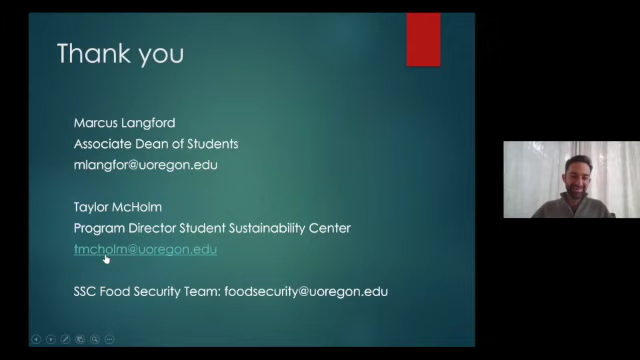 Thank you
Marcus Langford
Associate Dean of Students
mlangfor@uoregon.edu
Taylor McHolm
Program Director Student Sustainability Center
tmcholm@uoregon.edu
SSC Food Security Team: foodsecurity@uoregon.edu